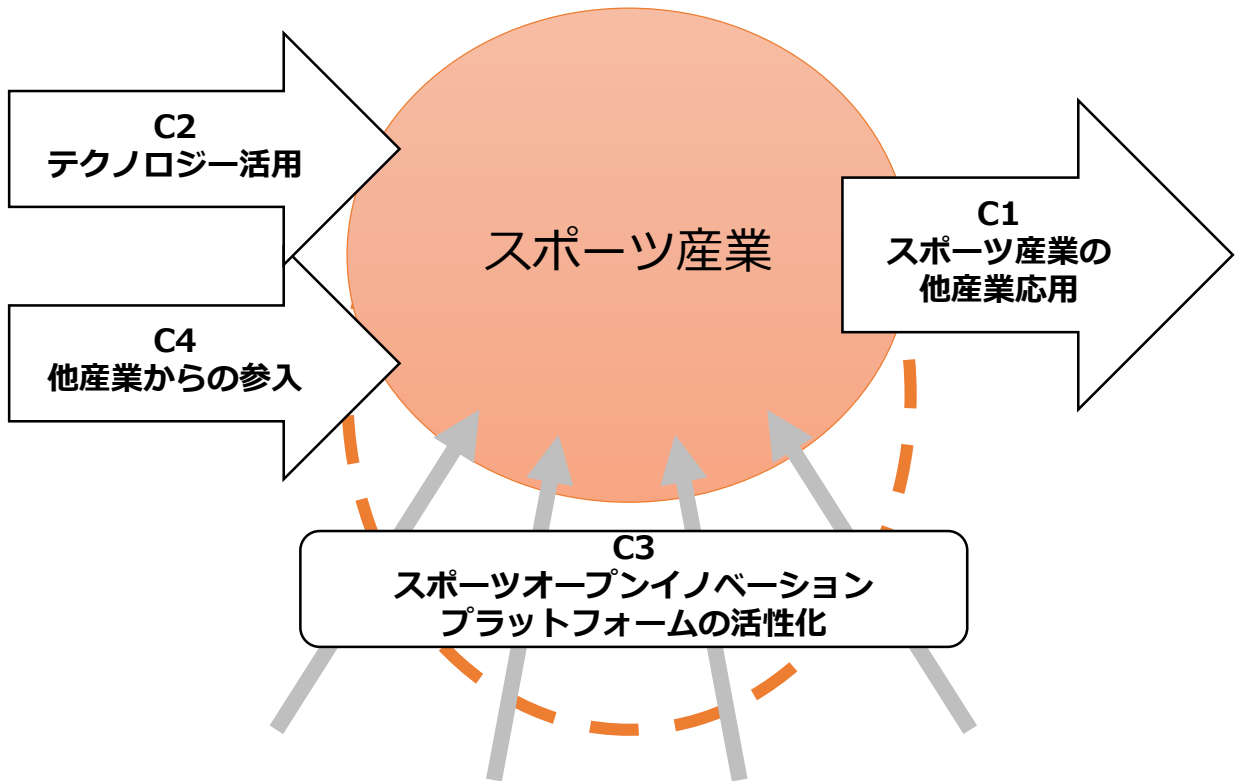 C2
テクノロジー活用
スポーツ産業
C1
スポーツ産業の
他産業応用
C4
他産業からの参入
C3
スポーツオープンイノベーション
プラットフォームの活性化